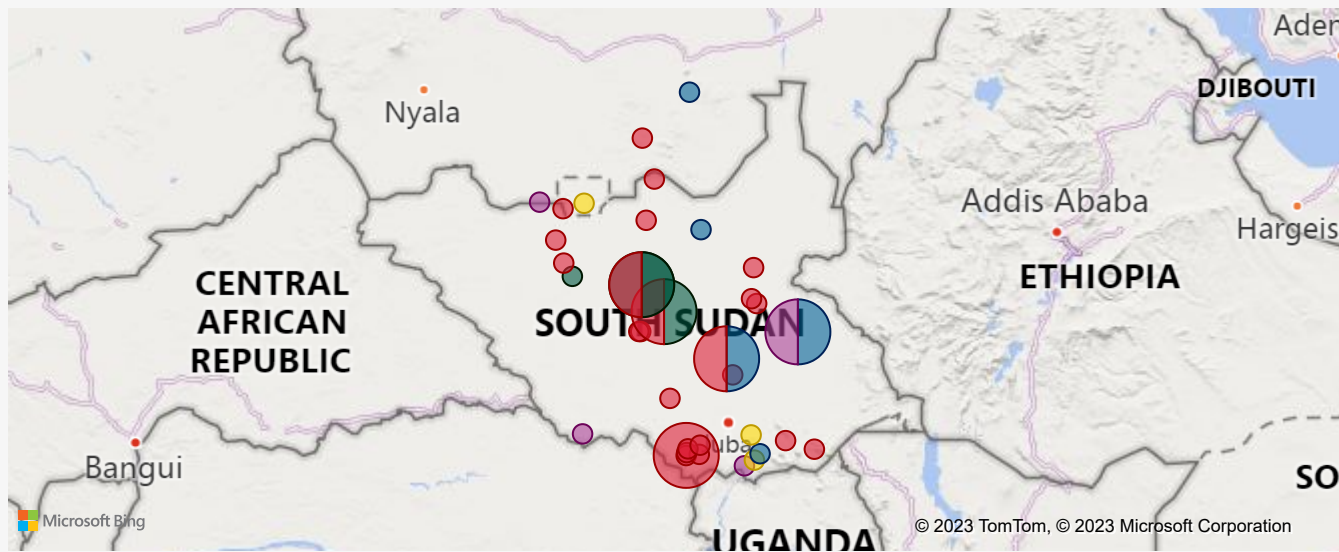 Aden
Nyala
DJIBOUTI
Addis Ababa
Hargeis
ETHIOPIA
CENTRAL
AFRICAN
REPUBLIC
SOUTH SUDAN
uba
Bangui
SO
Microsoft Bing
© 2023 TomTom, © 2023 Microsoft Corporation
UGANDA